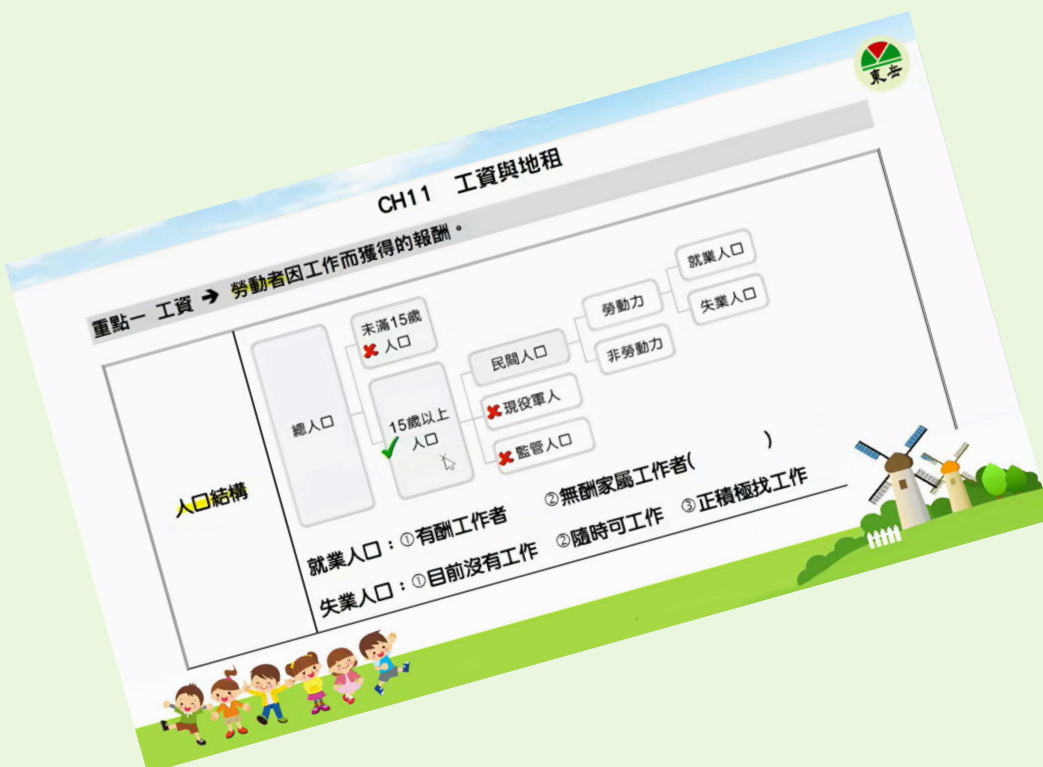 東岳
CH11 工資與地租
重點一 工資 ➔ 勞動者因工作而獲得的報酬。
人口結構
總人口
未滿15歲
人口
15歲以上
人口
民間人口
現役軍人
監管人口
勞動力
非勞動力
就業人口
失業人口
就業人口：①有酬工作者 ②無酬家屬工作者( )
失業人口：①目前沒有工作 ②隨時可工作 ③正積極找工作